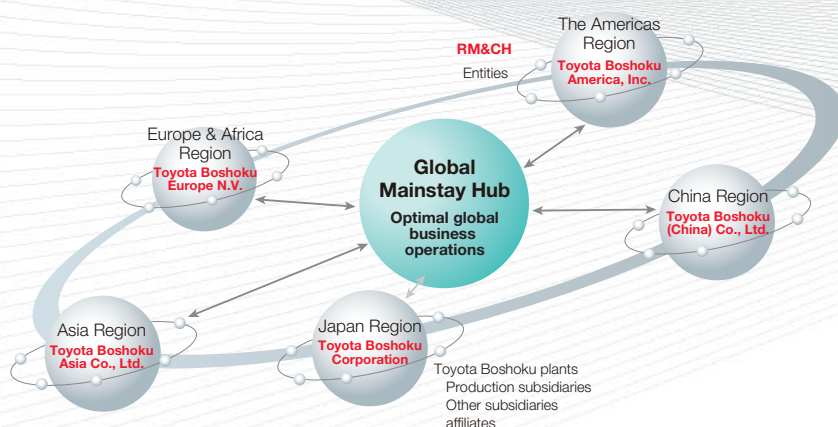 The Americas
Region
Toyota Boshoku
America, Inc.
RM&CH
Entities
Europe & Africa
Region
Toyota Boshoku
Europe N.V.
Global
Mainstay Hub
Optimal global
business
operations
China Region
Toyota Boshoku
(China) Co., Ltd.
Asia Region
Toyota Boshoku
Asia Co., Ltd.
Japan Region
Toyota Boshoku
Corporation
Toyota Boshoku plants
Production subsidiaries
Other subsidiaries
affiliates